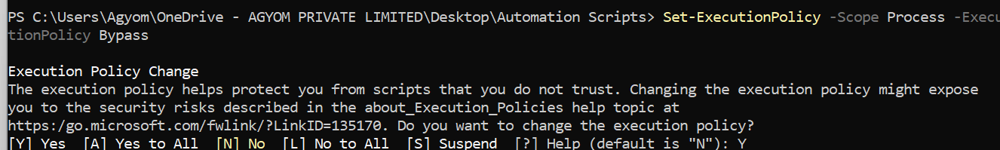 PS C:\Users\Agyom\OneDrive - AGYOM PRIVATE LIMITED\Desktop\Automation Scripts> Set-ExecutionPolicy -Scope Process -Execu
tionPolicy Bypass
Execution Policy Change
The execution policy helps protect you from scripts that you do not trust. Changing the execution policy might expose
you to the security risks described in the about_Execution_Policies help topic at
https:/go.microsoft.com/fwlink/?LinkID=135170. Do you want to change the execution policy?
[Y] Yes  [A] Yes to All  [N] No  [L] No to All  [S] Suspend  [?] Help (default is "N"): Y